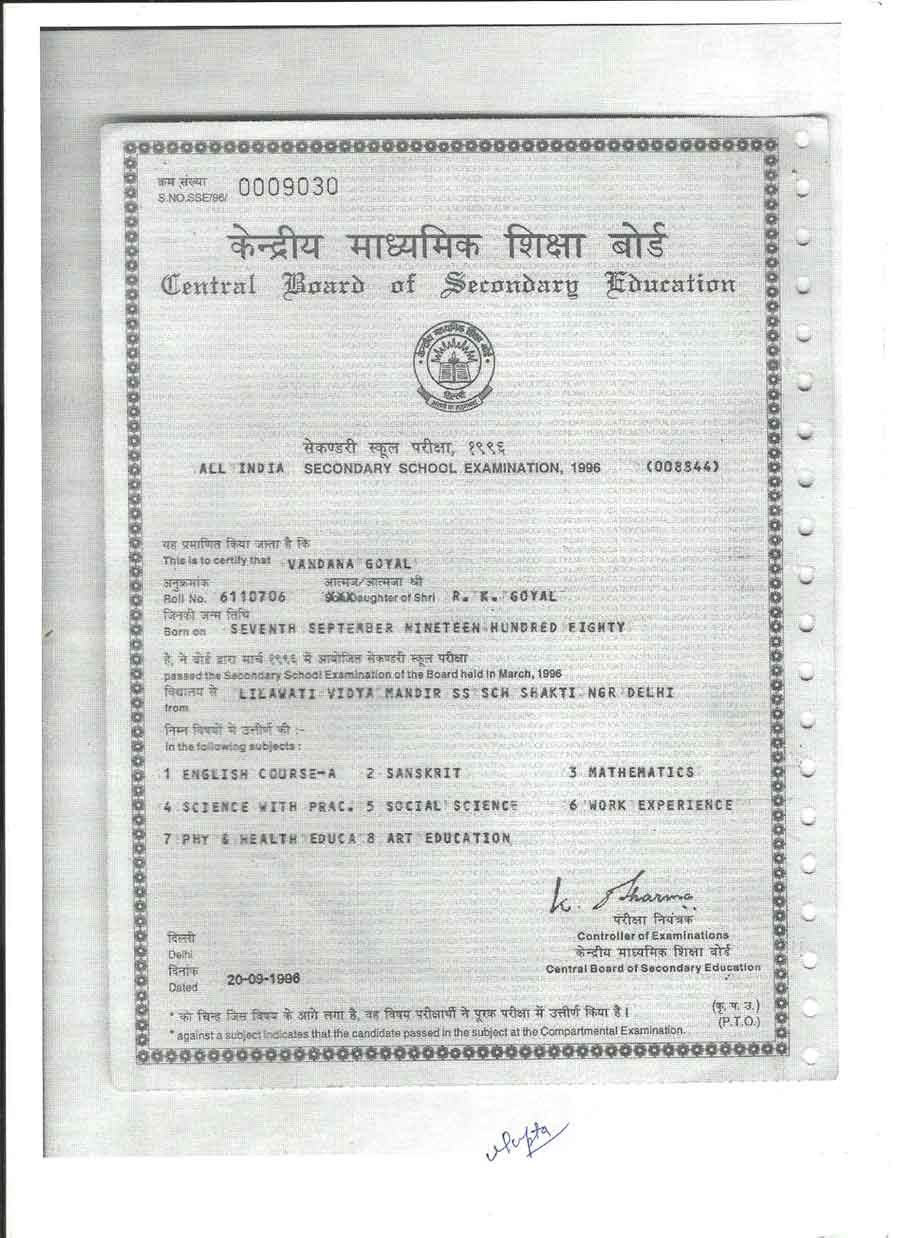 क्रम संख्या
S.NO.SSE/96/ 0009030
केन्द्रीय माध्यमिक शिक्षा बोर्ड
Central Board of Secondary Education
केन्द्रीय माध्यमिक शिक्षा बोर्ड
दिल्ली
सेकण्डरी स्कूल परीक्षा, १९९६
ALL INDIA SECONDARY SCHOOL EXAMINATION, 1996 (008844)
यह प्रमाणित किया जाता है कि
This is to certify that VANDANA GOYAL
अनुक्रमांक आत्मज/आत्मजा श्री
Roll No. 6110706 Daughter of Shri R. K. GOYAL
जिनकी जन्म तिथि
Born on SEVENTH SEPTEMBER NINETEEN HUNDRED EIGHTY
है, ने बोर्ड द्वारा मार्च १९९६ में आयोजित सेकण्डरी स्कूल परीक्षा
passed the Secondary School Examination of the Board held in March, 1996
विद्यालय से LILAWATI VIDYA MANDIR SS SCH SHAKTI NGR DELHI
from
निम्न विषयों में उत्तीर्ण की :-
in the following subjects :
1 ENGLISH COURSE-A 2 SANSKRIT 3 MATHEMATICS
4 SCIENCE WITH PRAC. 5 SOCIAL SCIENCE 6 WORK EXPERIENCE
7 PHY & HEALTH EDUCA 8 ART EDUCATION
K. Sharma
परीक्षा नियंत्रक
Controller of Examinations
केन्द्रीय माध्यमिक शिक्षा बोर्ड
Central Board of Secondary Education
दिल्ली
Delhi
दिनांक
Dated 20-09-1996
* का चिन्ह जिस विषय के आगे लगा है, वह विषय परीक्षार्थी ने पूरक परीक्षा में उत्तीर्ण किया है। (कृ. प. उ.)
* against a subject indicates that the candidate passed in the subject at the Compartmental Examination. (P.T.O.)